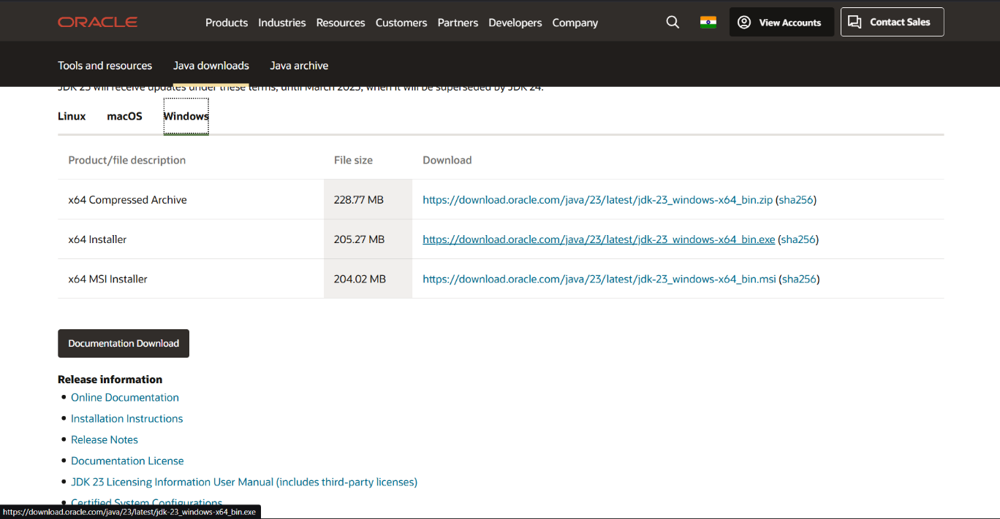 ORACLE
Products Industries Resources Customers Partners Developers Company
View Accounts
Contact Sales
Tools and resources Java downloads Java archive
JDK 23 will receive updates under these terms, until March 2025, when it will be superseded by JDK 24.
Linux macOS Windows
Product/file description File size Download
x64 Compressed Archive 228.77 MB https://download.oracle.com/java/23/latest/jdk-23_windows-x64_bin.zip (sha256)
x64 Installer 205.27 MB https://download.oracle.com/java/23/latest/jdk-23_windows-x64_bin.exe (sha256)
x64 MSI Installer 204.02 MB https://download.oracle.com/java/23/latest/jdk-23_windows-x64_bin.msi (sha256)
Documentation Download
Release information
Online Documentation
Installation Instructions
Release Notes
Documentation License
JDK 23 Licensing Information User Manual (includes third-party licenses)
Certified System Configurations
https://download.oracle.com/java/23/latest/jdk-23_windows-x64_bin.exe